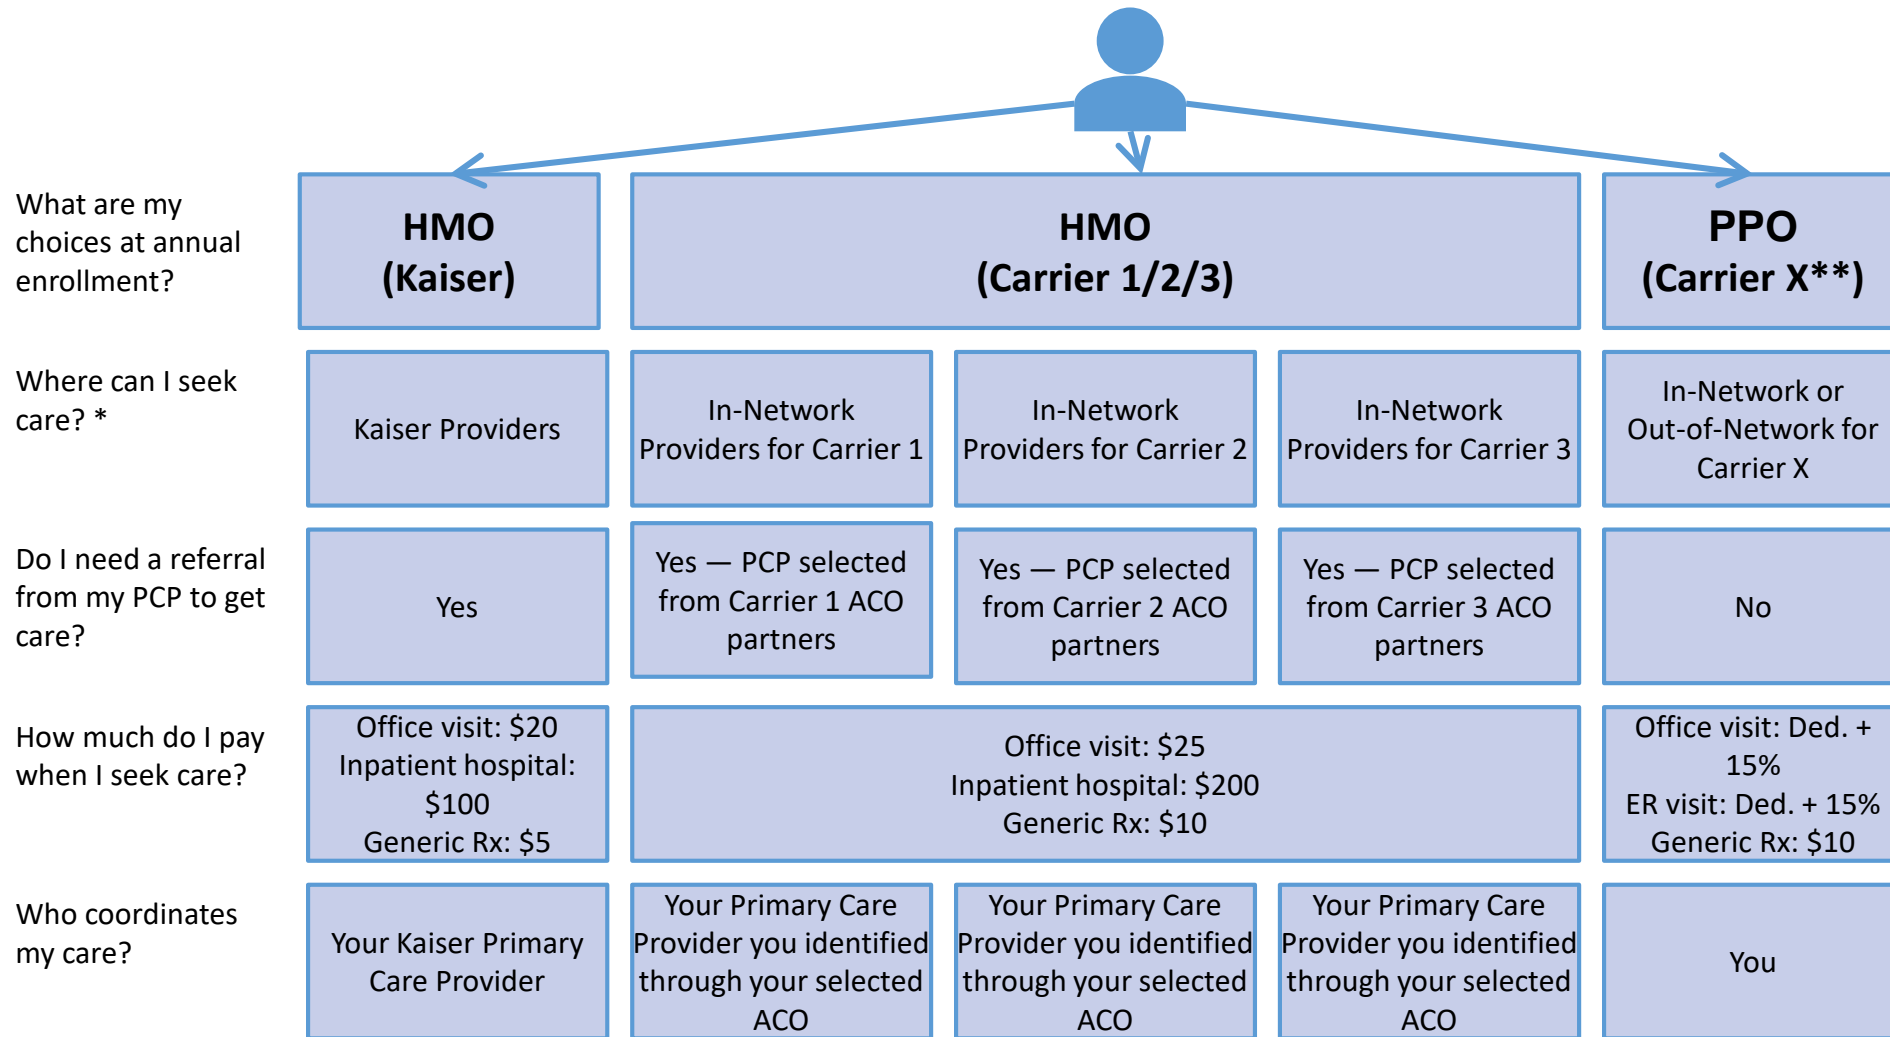 What are my
choices at annual
enrollment?
HMO
(Kaiser)
HMO
(Carrier 1/2/3)
PPO
(Carrier X**)
Where can I seek
care? *
Kaiser Providers
In-Network
Providers for Carrier 1
In-Network
Providers for Carrier 2
In-Network
Providers for Carrier 3
In-Network or
Out-of-Network for
Carrier X
Do I need a referral
from my PCP to get
care?
Yes
Yes — PCP selected
from Carrier 1 ACO
partners
Yes — PCP selected
from Carrier 2 ACO
partners
Yes — PCP selected
from Carrier 3 ACO
partners
No
How much do I pay
when I seek care?
Office visit: $20
Inpatient hospital:
$100
Generic Rx: $5
Office visit: $25
Inpatient hospital: $200
Generic Rx: $10
Office visit: Ded. +
15%
ER visit: Ded. + 15%
Generic Rx: $10
Who coordinates
my care?
Your Kaiser Primary
Care Provider
Your Primary Care
Provider you identified
through your selected
ACO
Your Primary Care
Provider you identified
through your selected
ACO
Your Primary Care
Provider you identified
through your selected
ACO
You